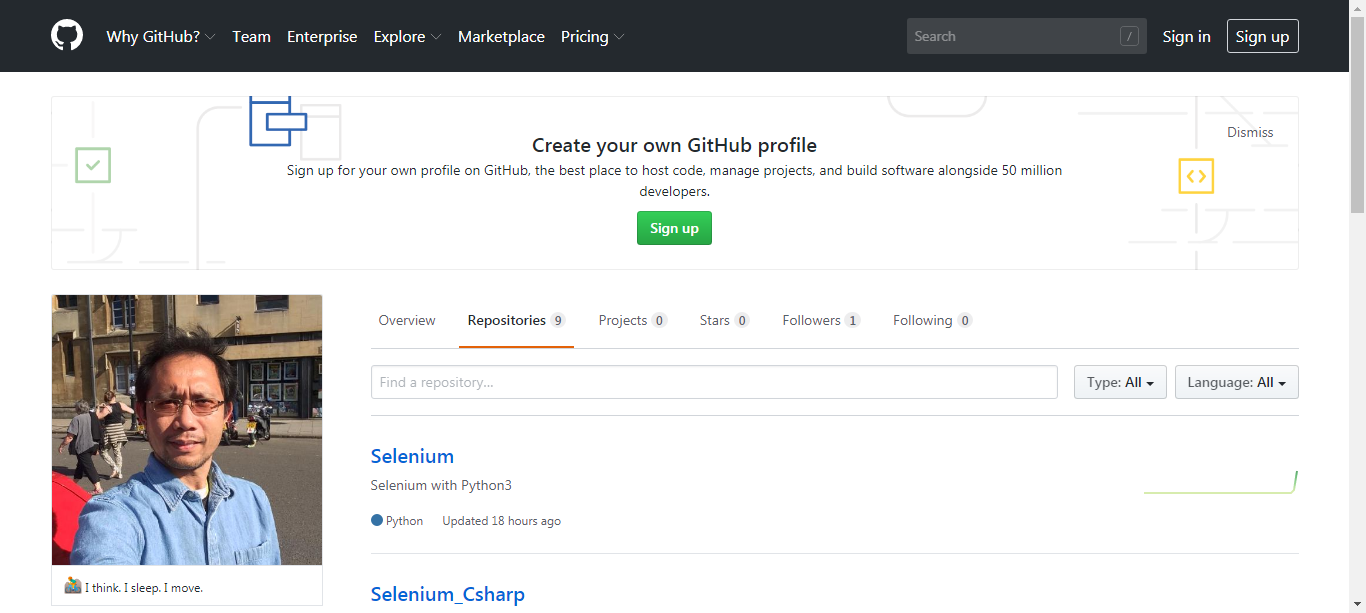 Why GitHub? Team Enterprise Explore Marketplace Pricing Search / Sign in Sign up
Dismiss
Create your own GitHub profile
Sign up for your own profile on GitHub, the best place to host code, manage projects, and build software alongside 50 million
developers.
Sign up
Overview Repositories 9 Projects 0 Stars 0 Followers 1 Following 0
Find a repository...
Type: All Language: All
Selenium
Selenium with Python3
Python Updated 18 hours ago
I think. I sleep. I move.
Selenium_Csharp